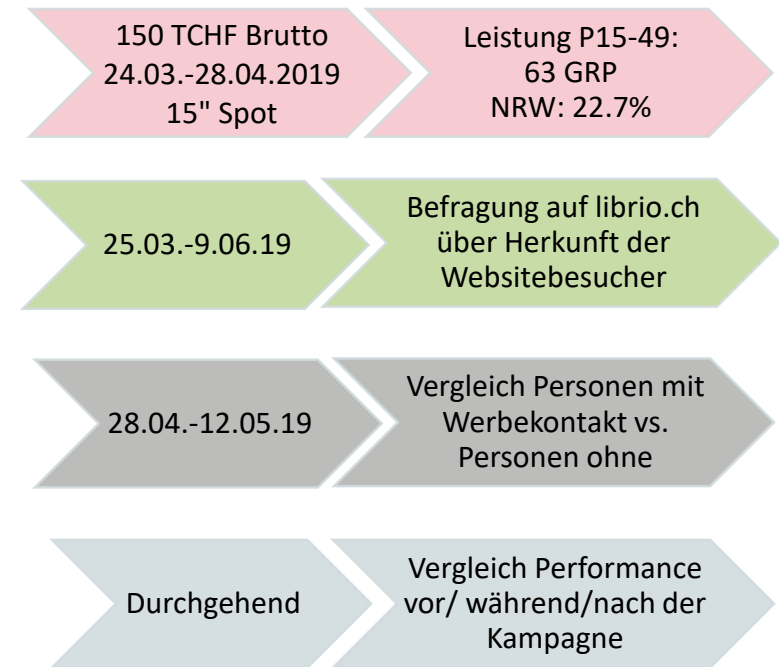 150 TCHF Brutto
24.03.-28.04.2019
15" Spot
Leistung P15-49:
63 GRP
NRW: 22.7%
25.03.-9.06.19
Befragung auf librio.ch
über Herkunft der
Websitebesucher
28.04.-12.05.19
Vergleich Personen mit
Werbekontakt vs.
Personen ohne
Durchgehend
Vergleich Performance
vor/ während/nach der
Kampagne